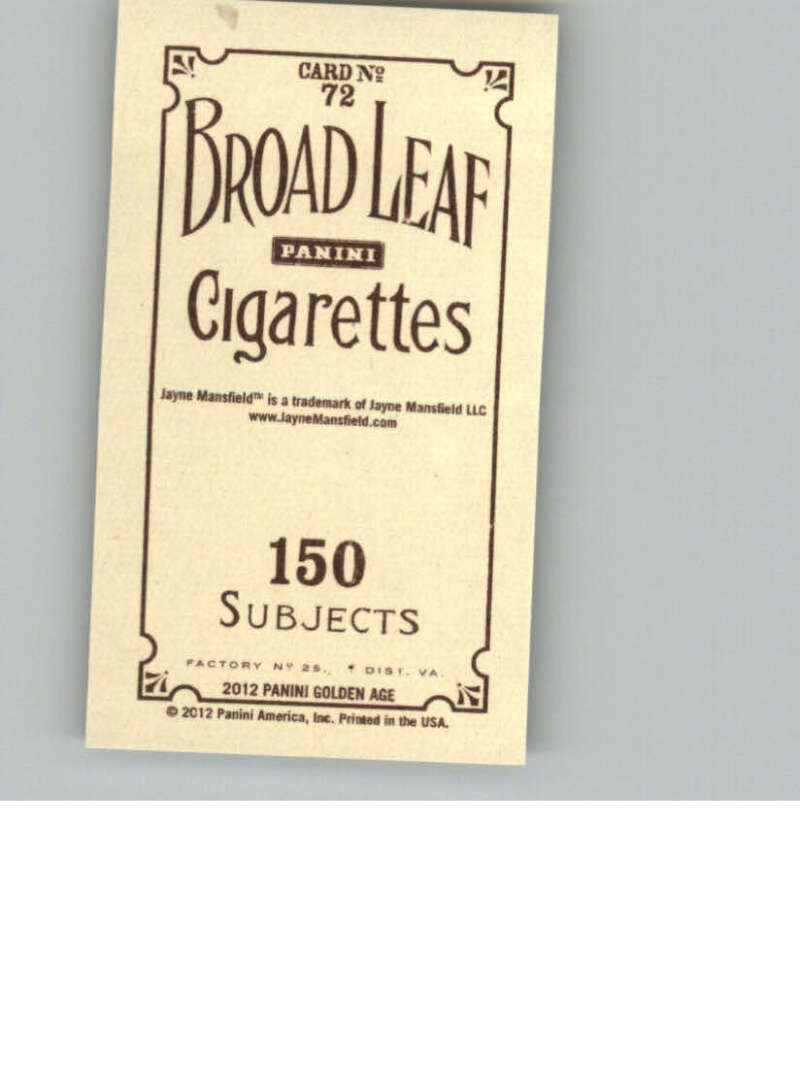 CARD Nº
72
BROAD LEAF
PANINI
Cigarettes
Jayne Mansfield™ is a trademark of Jayne Mansfield LLC
www.JayneMansfield.com
150
SUBJECTS
FACTORY Nº 25., DIST. VA.
2012 PANINI GOLDEN AGE
© 2012 Panini America, Inc. Printed in the USA.